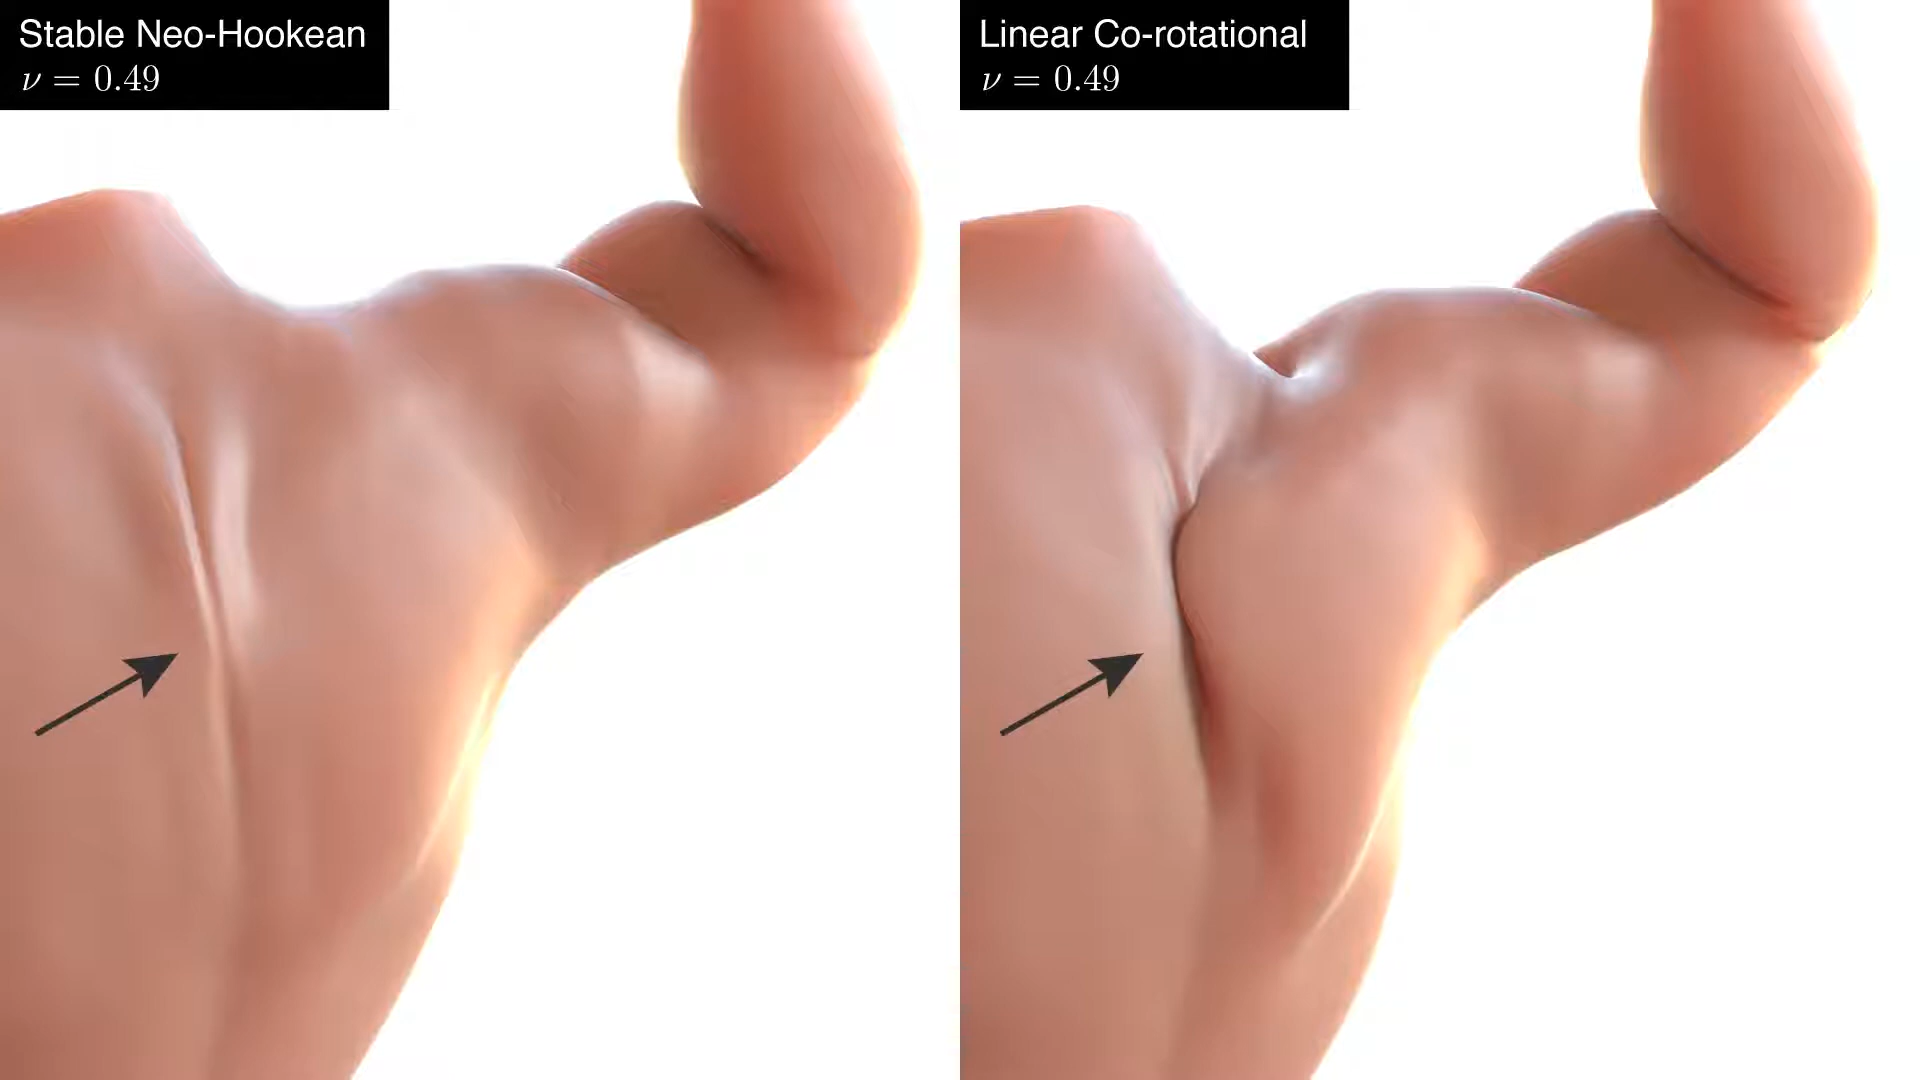 Stable Neo-Hookean
ν = 0.49
Linear Co-rotational
ν = 0.49